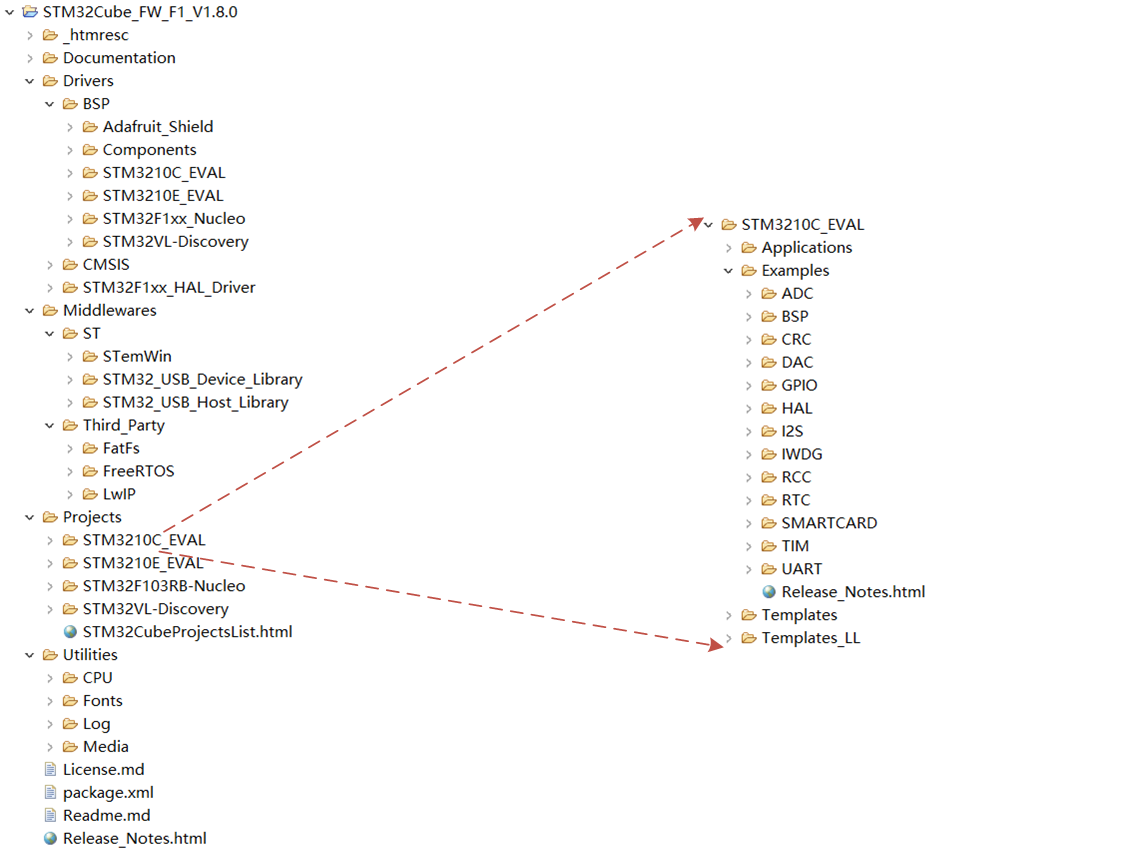 STM32Cube_FW_F1_V1.8.0
_htmresc
Documentation
Drivers
BSP
Adafruit_Shield
Components
STM3210C_EVAL
STM3210E_EVAL
STM32F1xx_Nucleo
STM32VL-Discovery
CMSIS
STM32F1xx_HAL_Driver
Middlewares
ST
STemWin
STM32_USB_Device_Library
STM32_USB_Host_Library
Third_Party
FatFs
FreeRTOS
LwIP
Projects
STM3210C_EVAL
STM3210E_EVAL
STM32F103RB-Nucleo
STM32VL-Discovery
STM32CubeProjectsList.html
Utilities
CPU
Fonts
Log
Media
License.md
package.xml
Readme.md
Release_Notes.html
STM3210C_EVAL
Applications
Examples
ADC
BSP
CRC
DAC
GPIO
HAL
I2S
IWDG
RCC
RTC
SMARTCARD
TIM
UART
Release_Notes.html
Templates
Templates_LL